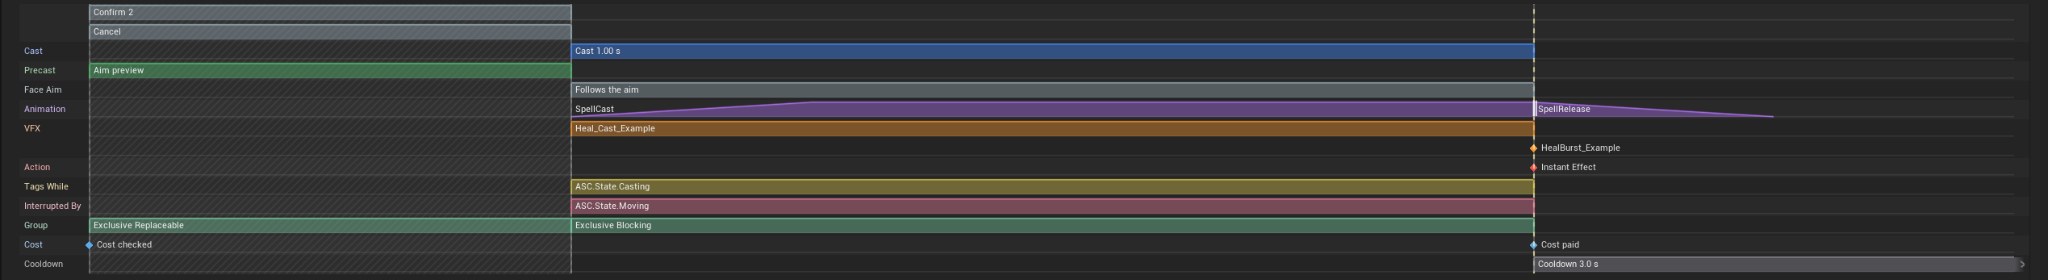 Confirm 2
Cancel
Cast Cast 1.00 s
Precast Aim preview
Face Aim Follows the aim
Animation SpellCast SpellRelease
VFX Heal_Cast_Example
HealBurst_Example
Action Instant Effect
Tags While ASC.State.Casting
Interrupted By ASC.State.Moving
Group Exclusive Replaceable Exclusive Blocking
Cost Cost checked Cost paid
Cooldown Cooldown 3.0 s